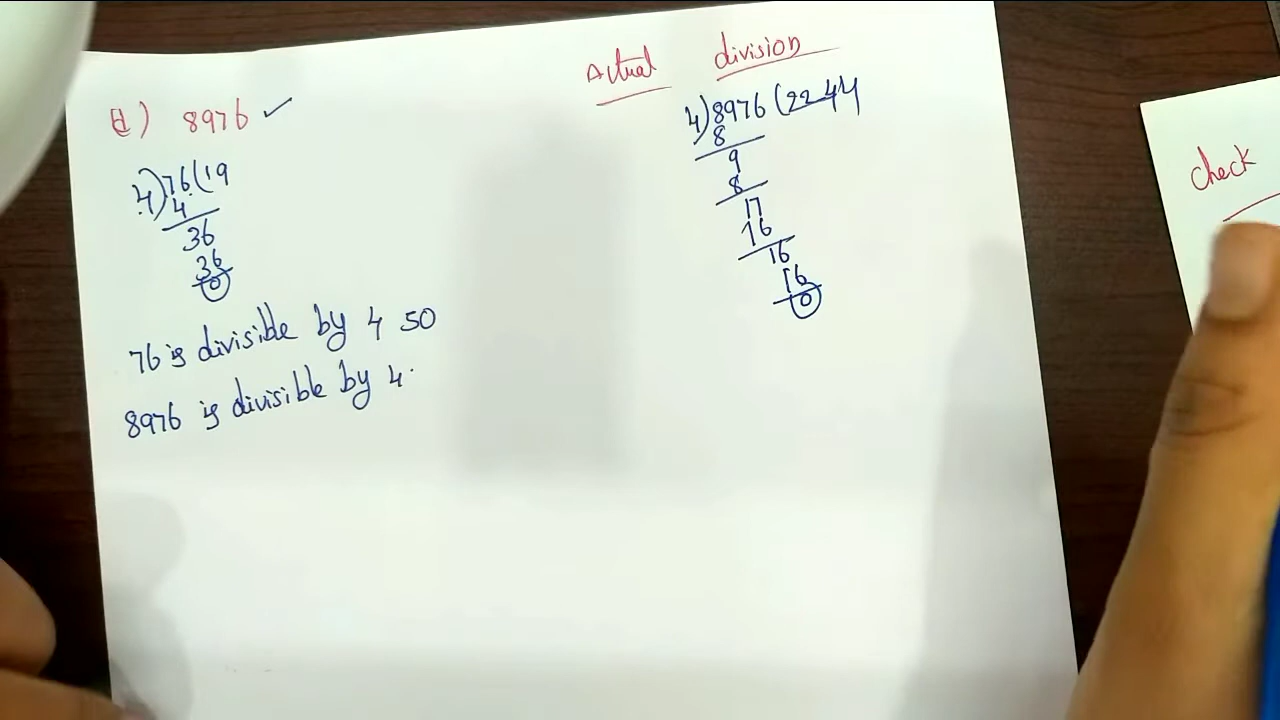 d) 8976 ✓
4)76(19
4
36
36
0
76 is divisible by 4 so
8976 is divisible by 4.
Actual division
4)8976(2244
8
9
8
17
16
16
16
0
check